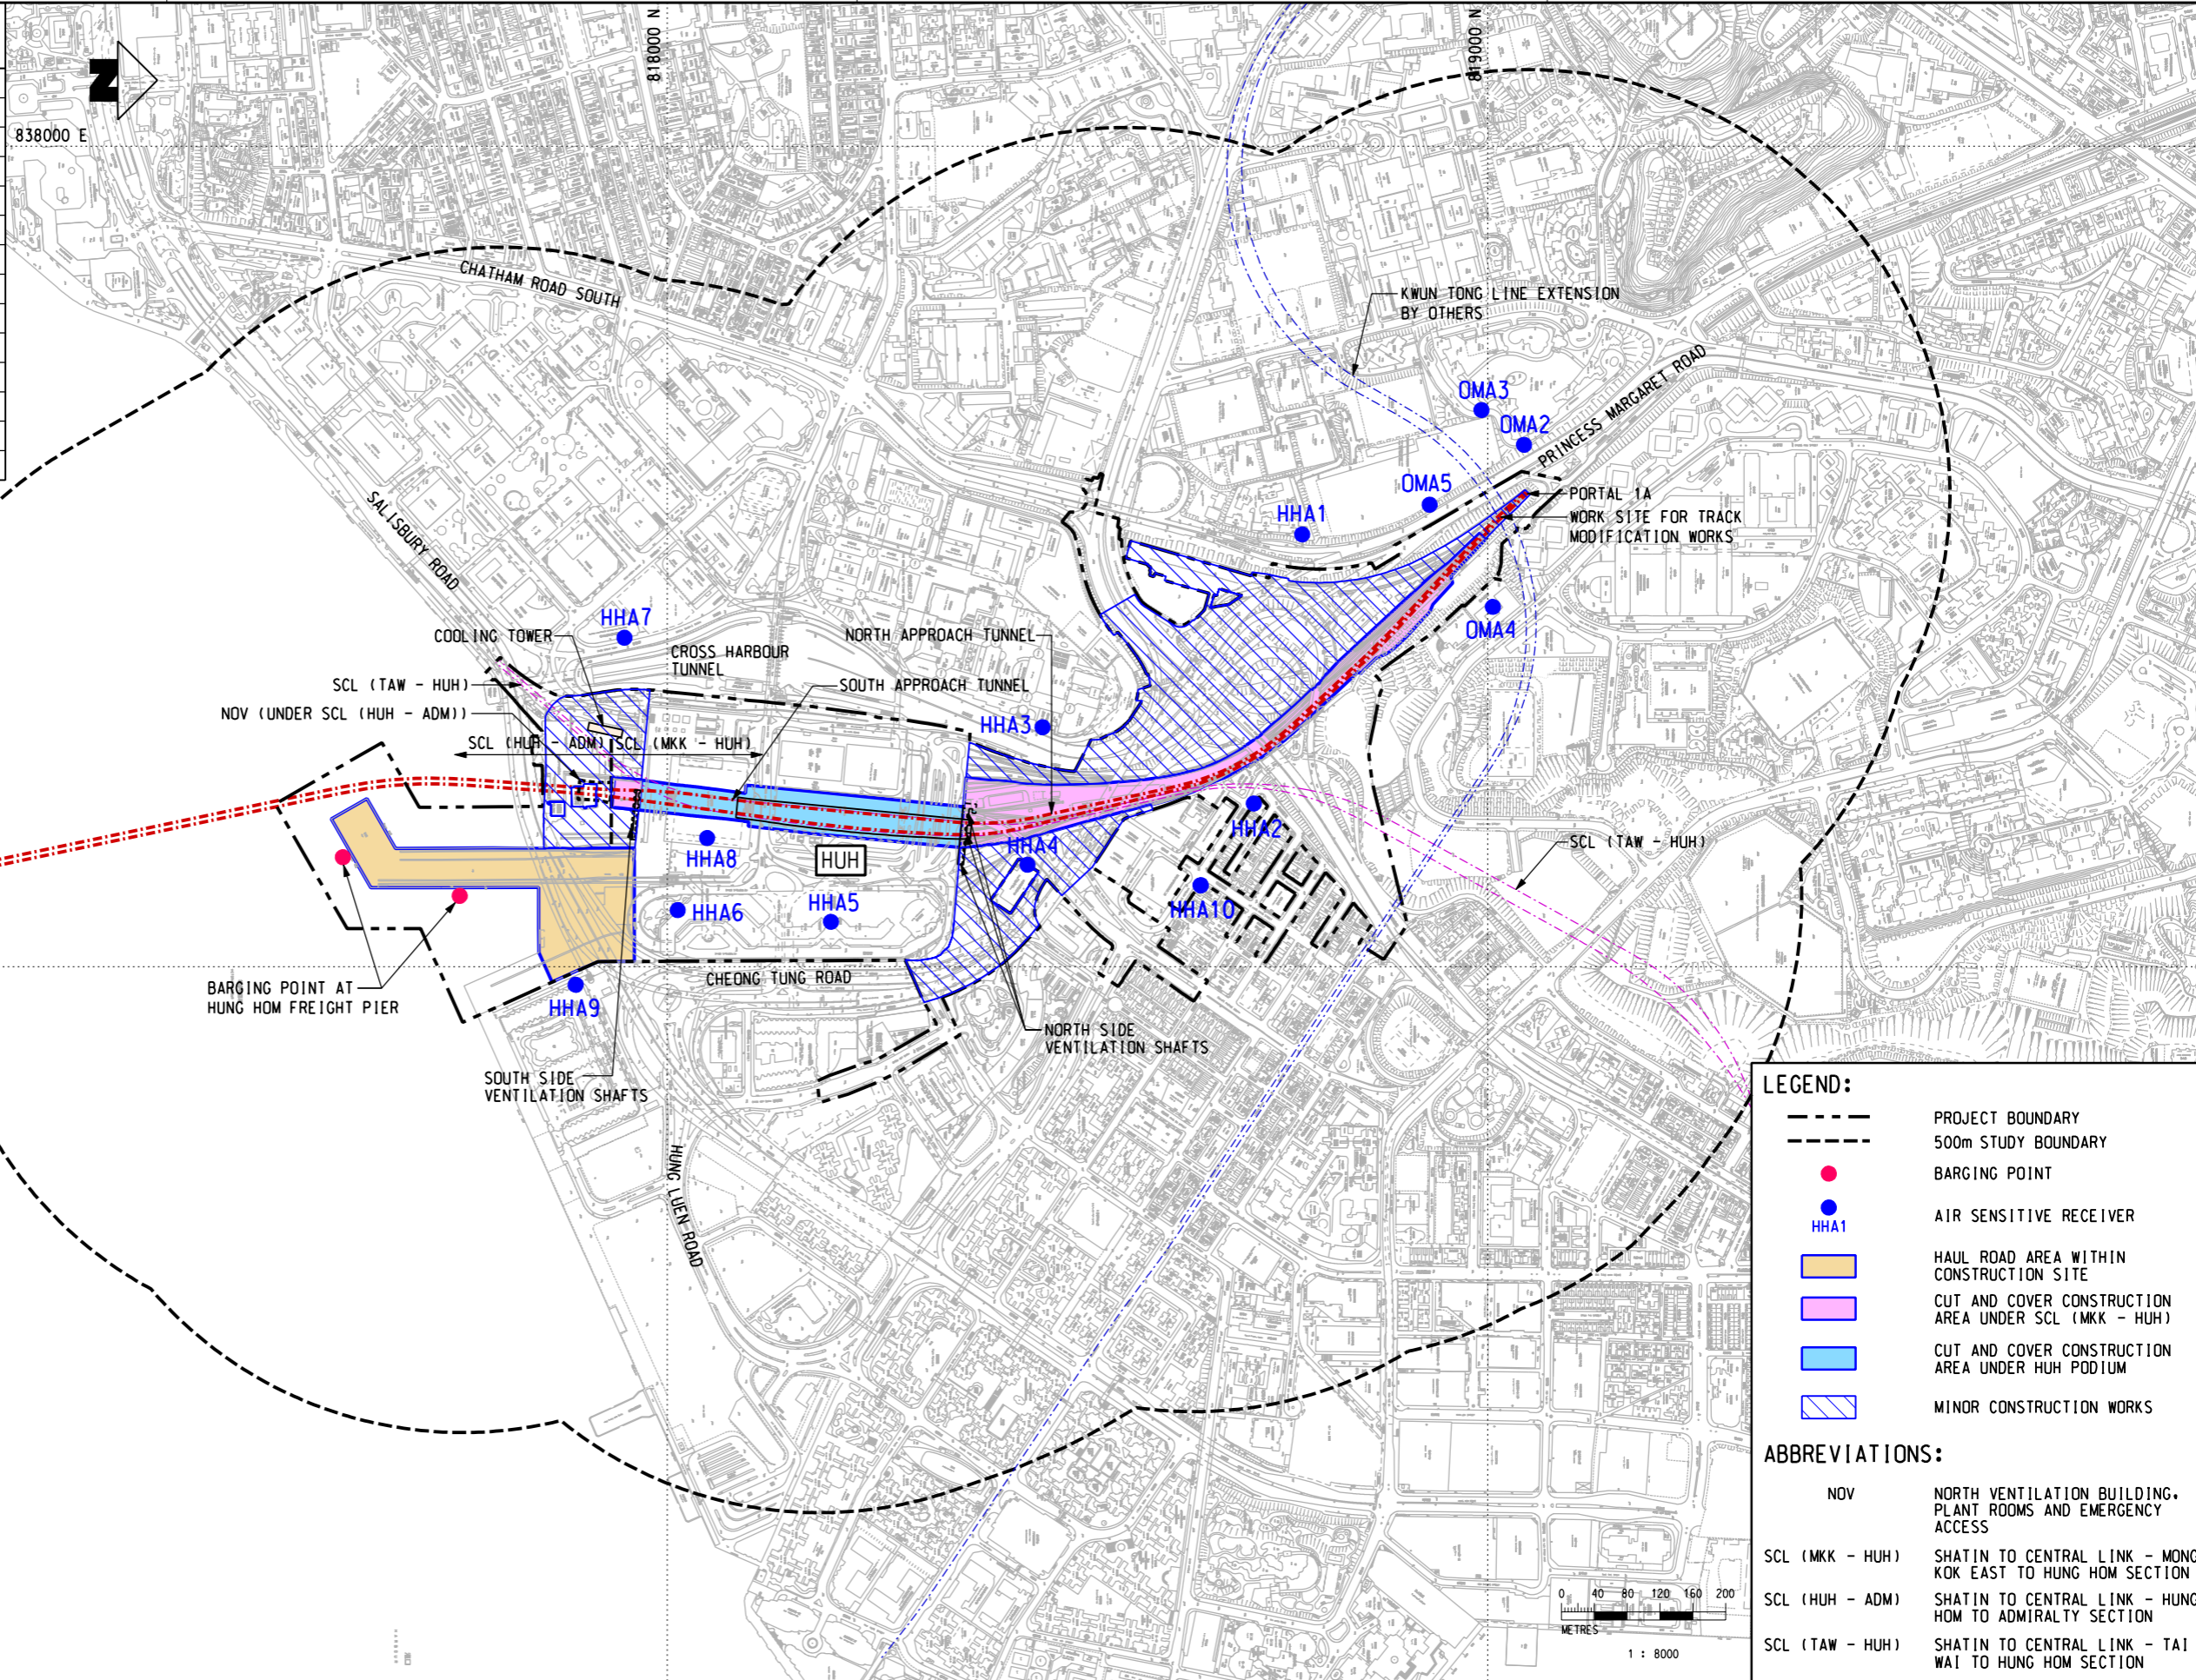 N
838000 E
818000 N
819000 N
CHATHAM ROAD SOUTH
SALISBURY ROAD
KWUN TONG LINE EXTENSION
BY OTHERS
PRINCESS MARGARET ROAD
OMA3
OMA2
OMA5
HHA1
PORTAL 1A
WORK SITE FOR TRACK
MODIFICATION WORKS
OMA4
HHA7
COOLING TOWER
NORTH APPROACH TUNNEL
CROSS HARBOUR
TUNNEL
SCL (TAW - HUH)
SOUTH APPROACH TUNNEL
NOV (UNDER SCL (HUH - ADM))
HHA3
SCL (HUH - ADM)
SCL (MKK - HUH)
HHA8
HUH
HHA4
HHA2
SCL (TAW - HUH)
HHA6
HHA5
HHA10
CHEONG TUNG ROAD
BARGING POINT AT
HUNG HOM FREIGHT PIER
HHA9
NORTH SIDE
VENTILATION SHAFTS
SOUTH SIDE
VENTILATION SHAFTS
HUNG LUEN ROAD
LEGEND:
PROJECT BOUNDARY
500m STUDY BOUNDARY
BARGING POINT
HHA1
AIR SENSITIVE RECEIVER
HAUL ROAD AREA WITHIN
CONSTRUCTION SITE
CUT AND COVER CONSTRUCTION
AREA UNDER SCL (MKK - HUH)
CUT AND COVER CONSTRUCTION
AREA UNDER HUH PODIUM
MINOR CONSTRUCTION WORKS
ABBREVIATIONS:
NOV NORTH VENTILATION BUILDING,
PLANT ROOMS AND EMERGENCY
ACCESS
SCL (MKK - HUH) SHATIN TO CENTRAL LINK - MONG
KOK EAST TO HUNG HOM SECTION
SCL (HUH - ADM) SHATIN TO CENTRAL LINK - HUNG
HOM TO ADMIRALTY SECTION
SCL (TAW - HUH) SHATIN TO CENTRAL LINK - TAI
WAI TO HUNG HOM SECTION
0 40 80 120 160 200
METRES
1 : 8000